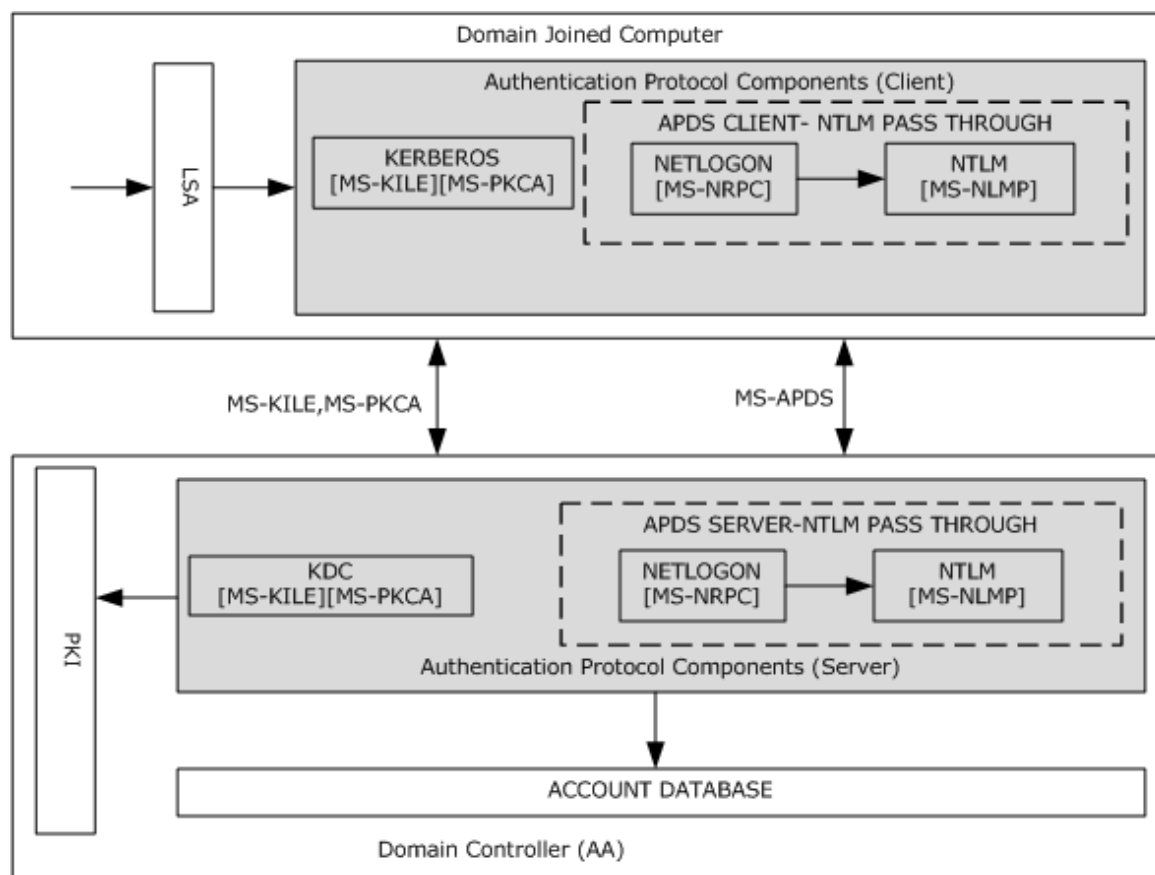 Domain Joined Computer
Authentication Protocol Components (Client)
APDS CLIENT- NTLM PASS THROUGH
LSA
KERBEROS
[MS-KILE][MS-PKCA]
NETLOGON
[MS-NRPC]
NTLM
[MS-NLMP]
MS-KILE,MS-PKCA
MS-APDS
PKI
APDS SERVER-NTLM PASS THROUGH
KDC
[MS-KILE][MS-PKCA]
NETLOGON
[MS-NRPC]
NTLM
[MS-NLMP]
Authentication Protocol Components (Server)
ACCOUNT DATABASE
Domain Controller (AA)